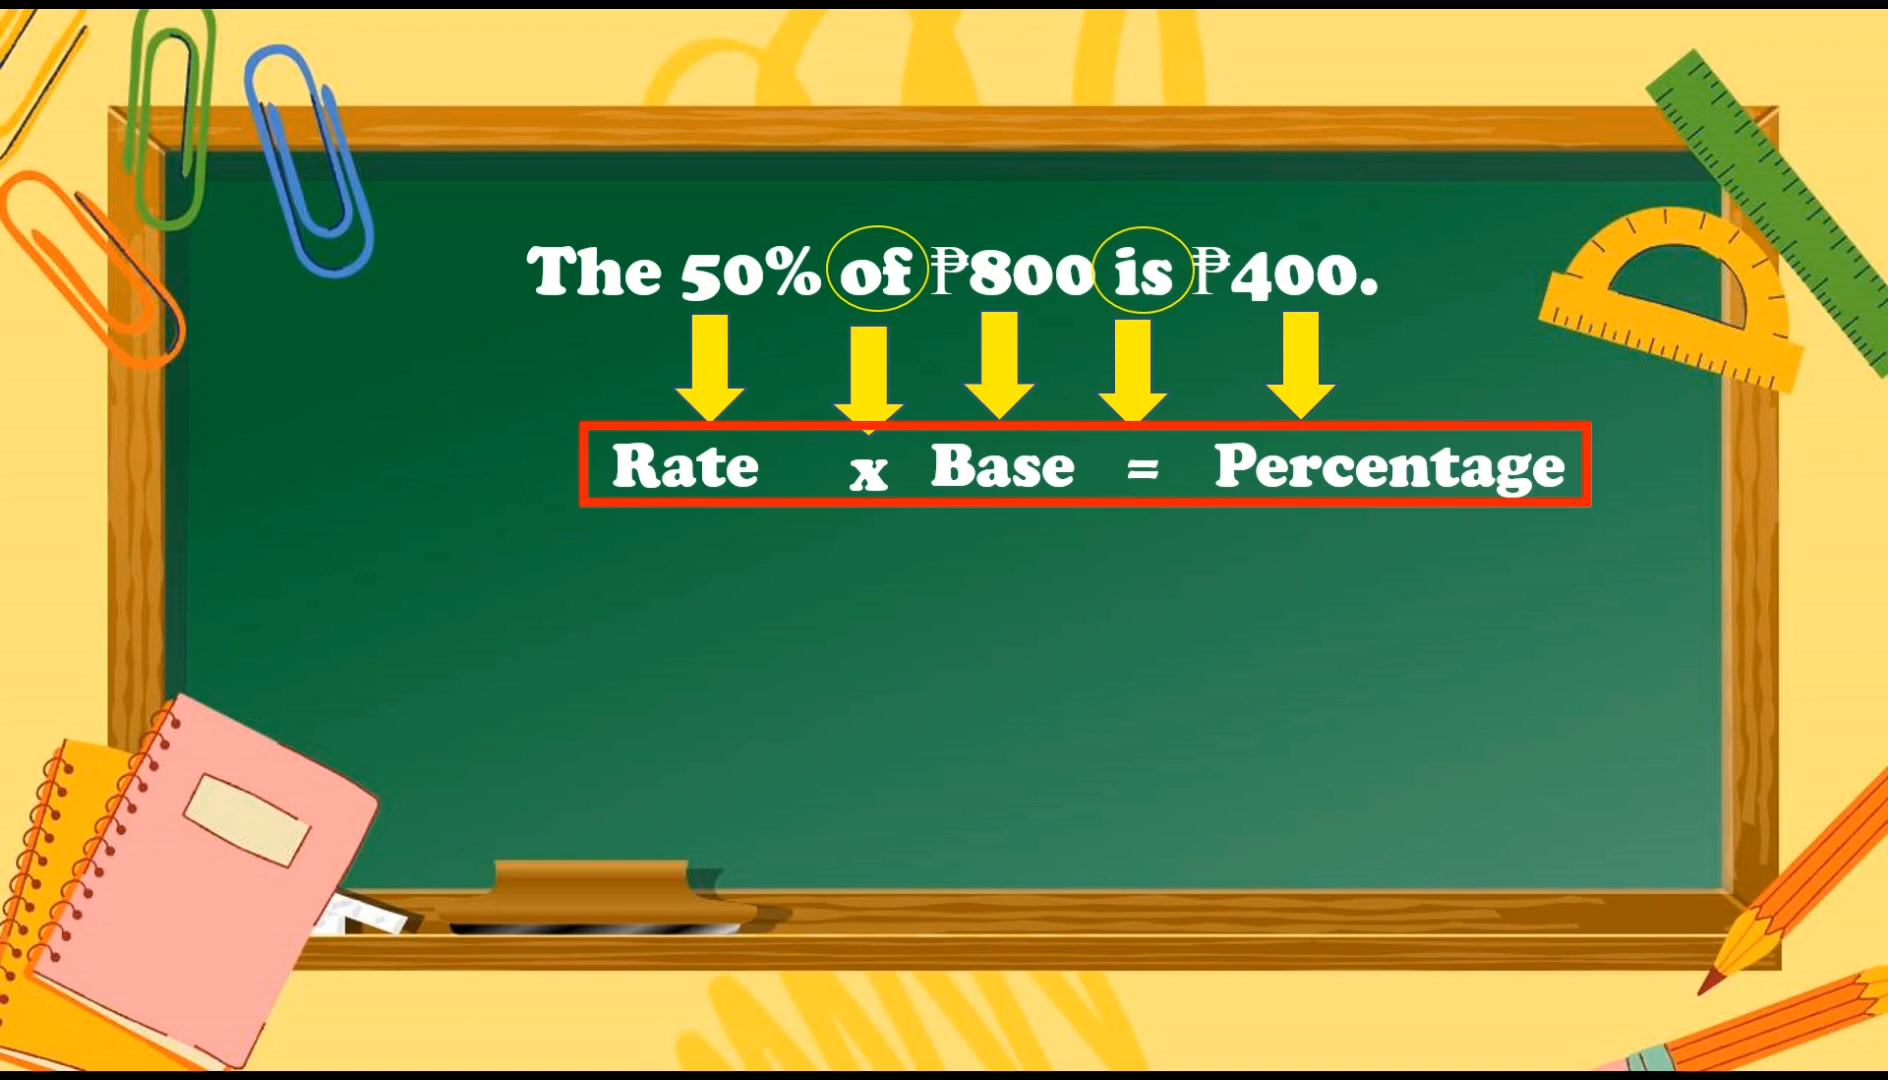 The 50% of ₱800 is ₱400.
Rate x Base = Percentage